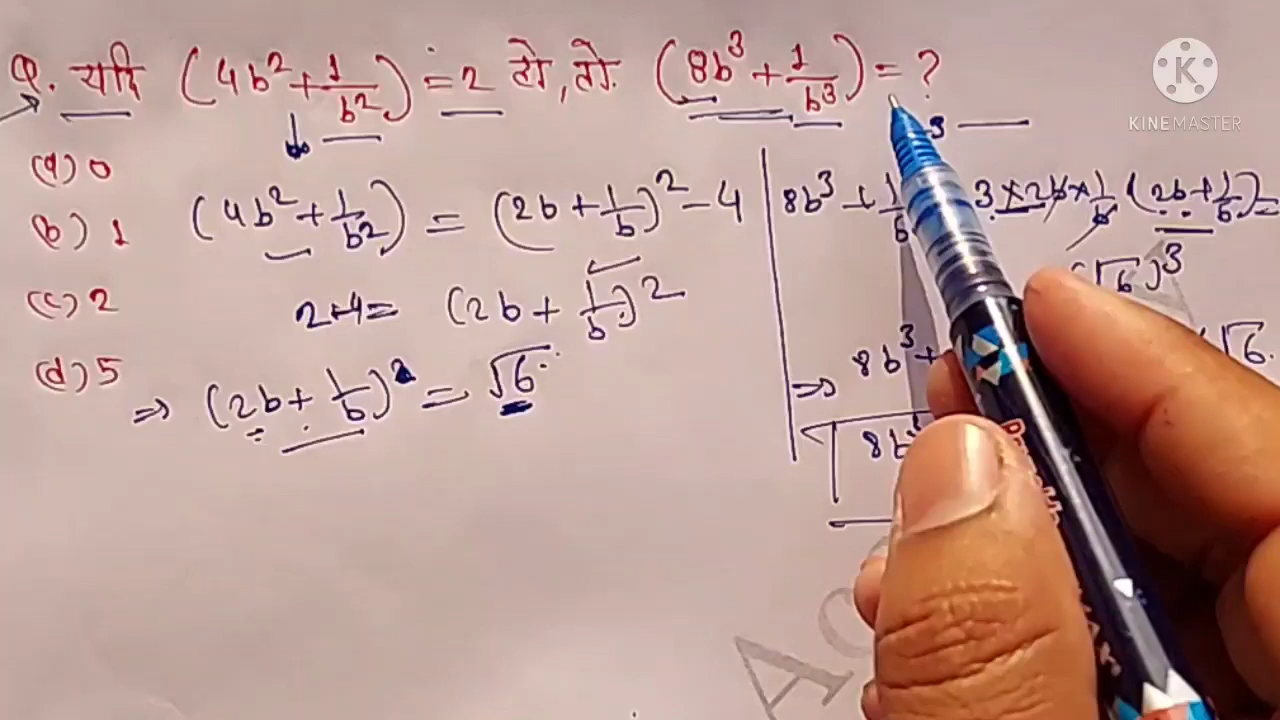 Q. यदि (4b² + 1/b²) = 2 हो, तो (8b³ + 1/b³) = ?
K
KINEMASTER
(a) 0
(b) 1
(c) 2
(d) 5
(4b² + 1/b²) = (2b + 1/b)² - 4
2+4 = (2b + 1/b)²
⇒ (2b + 1/b)² = √6
8b³ + 1/b 3×2b×1/b (2b + 1/b) =
(√6)³
⇒ 8b³ + √6
8b³
A